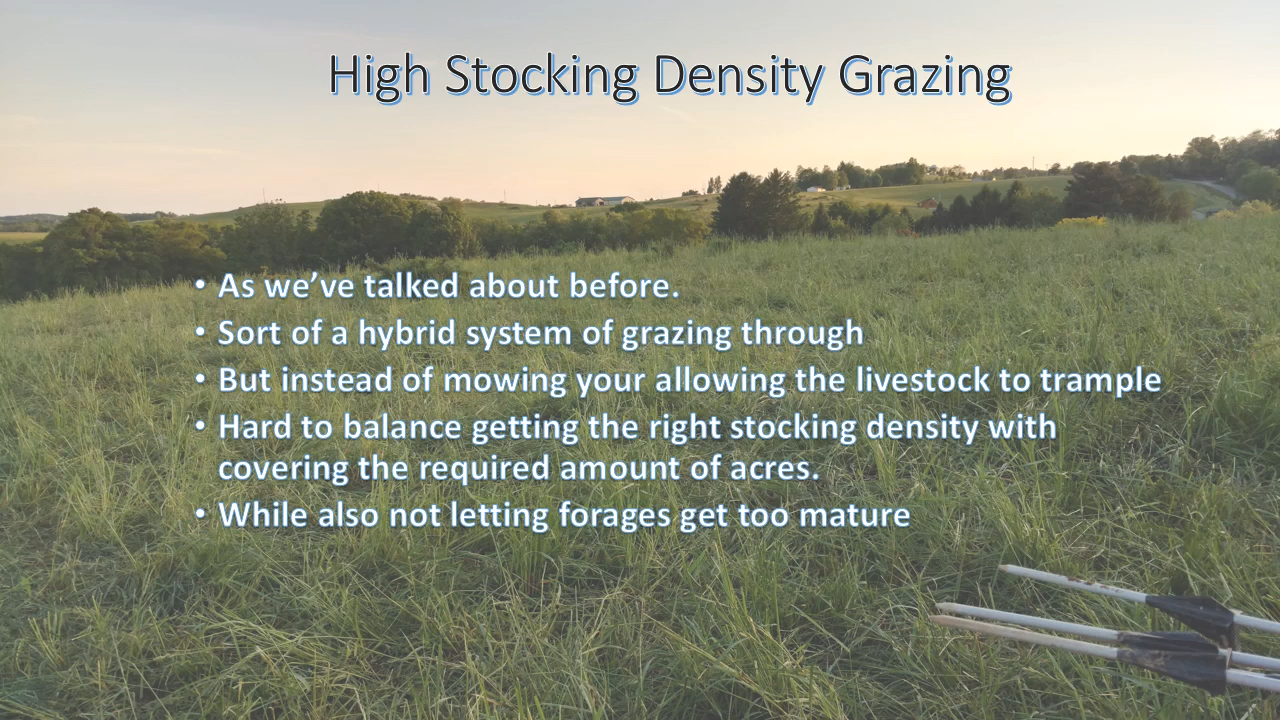 High Stocking Density Grazing
• As we’ve talked about before.
• Sort of a hybrid system of grazing through
• But instead of mowing your allowing the livestock to trample
• Hard to balance getting the right stocking density with
covering the required amount of acres.
• While also not letting forages get too mature